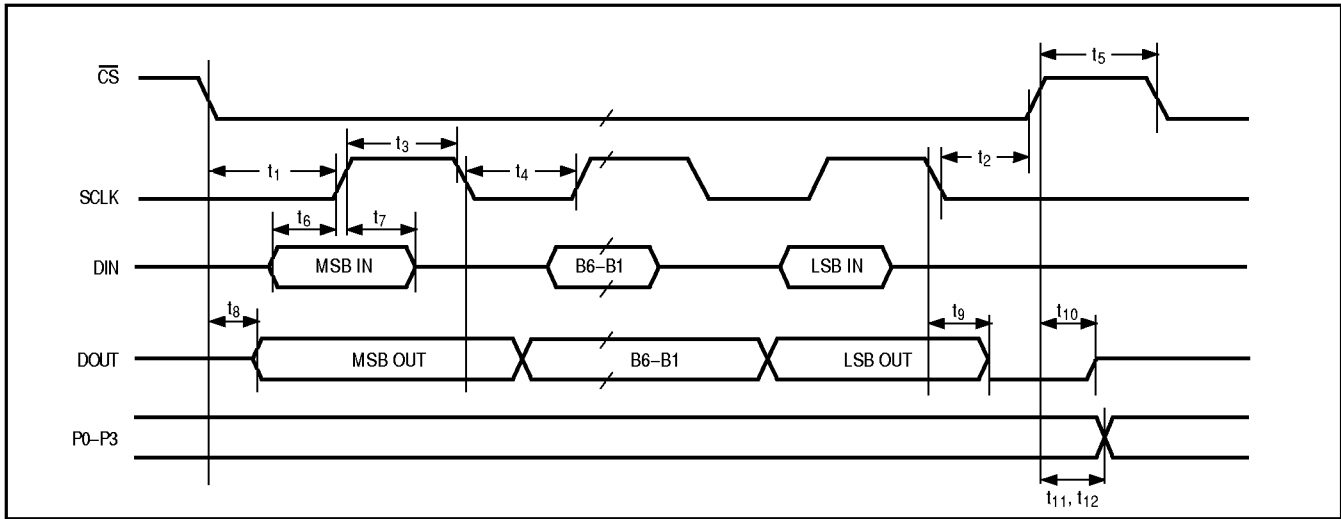 CS
t5
t3
t1
t4
t2
SCLK
t6
t7
DIN
MSB IN
B6–B1
LSB IN
t8
t9
t10
DOUT
MSB OUT
B6–B1
LSB OUT
P0–P3
t11, t12